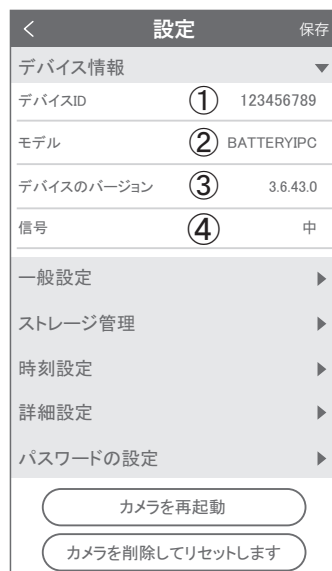 < 設定 保存
デバイス情報 ▼
デバイスID ① 123456789
モデル ② BATTERYIPC
デバイスのバージョン ③ 3.6.43.0
信号 ④ 中
一般設定 ▶
ストレージ管理 ▶
時刻設定 ▶
詳細設定 ▶
パスワードの設定 ▶
カメラを再起動
カメラを削除してリセットします